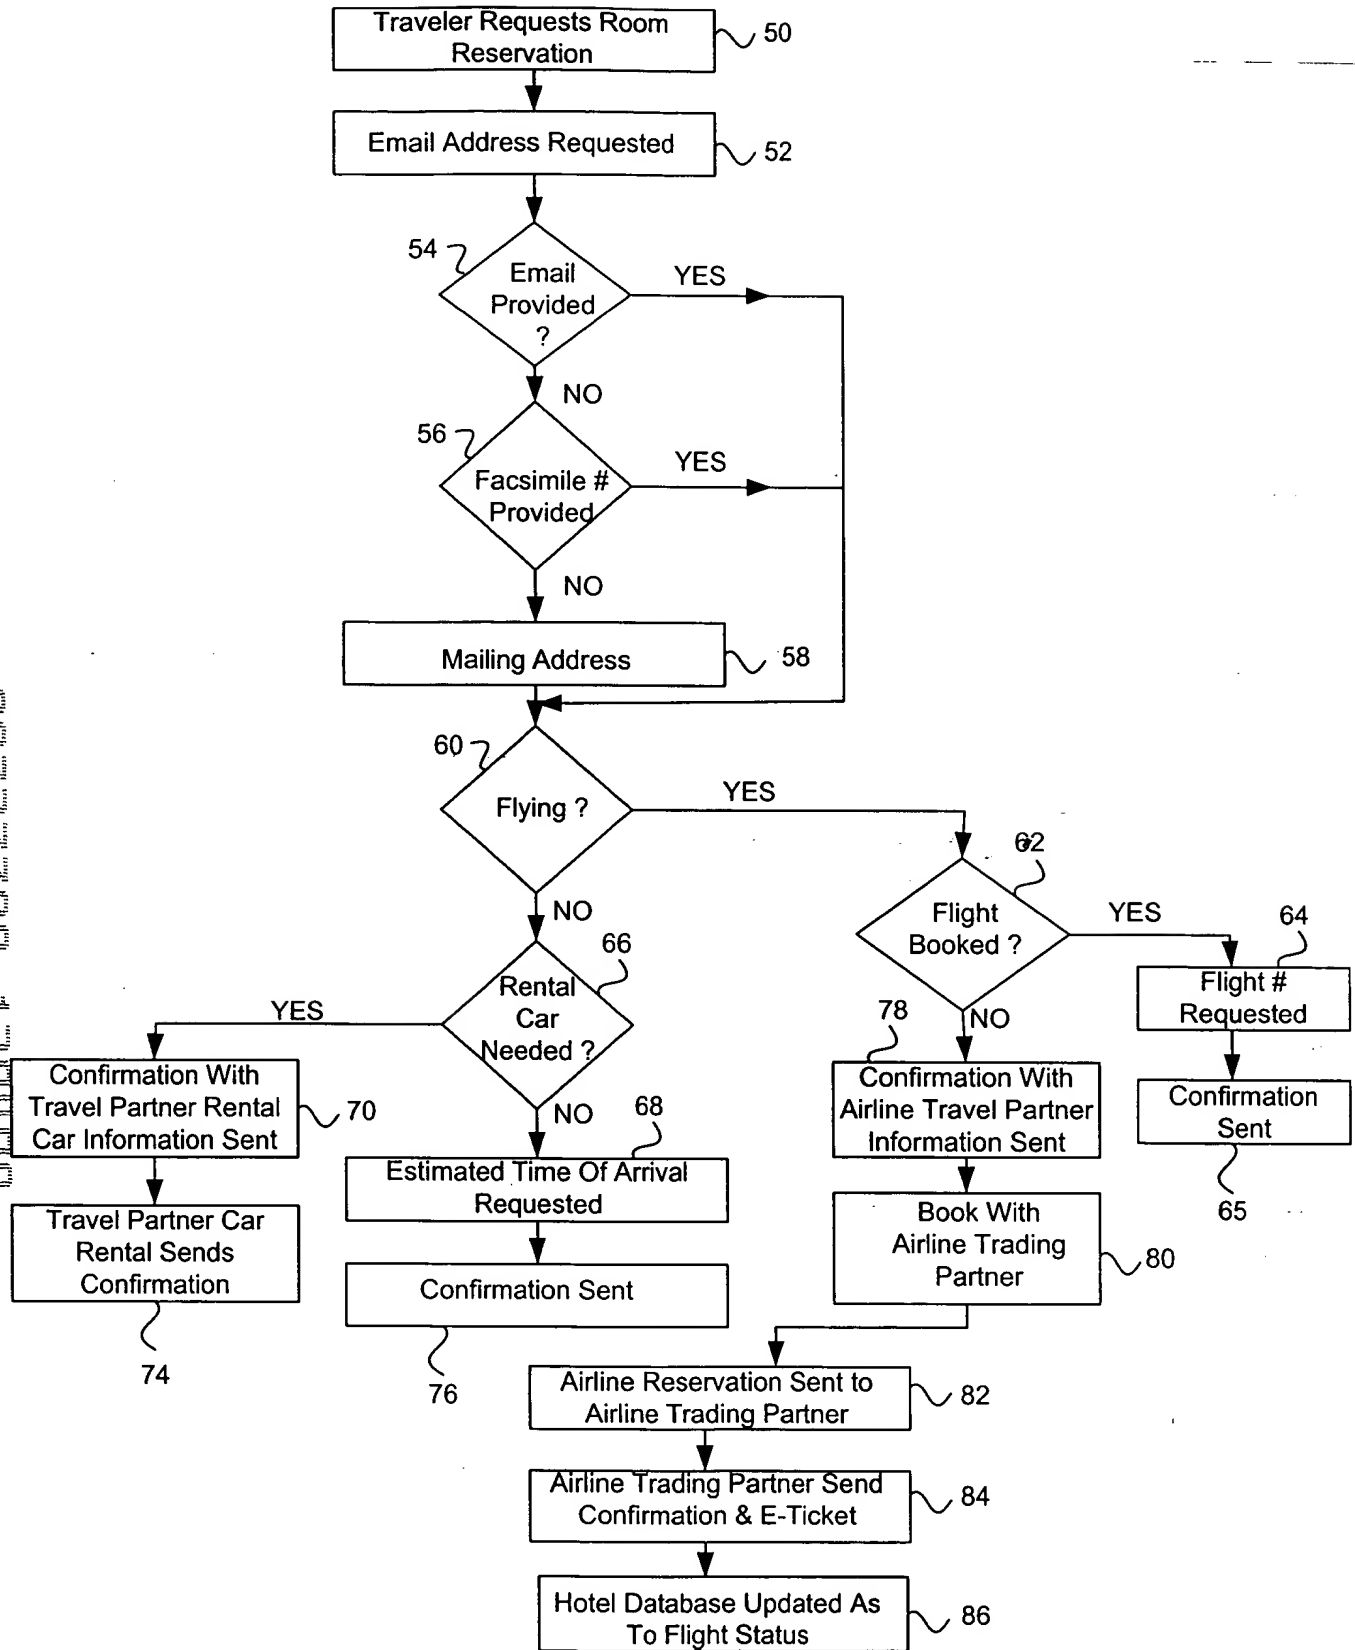 Traveler Requests Room
Reservation
50
Email Address Requested
52
54
Email
Provided
?
YES
NO
56
Facsimile #
Provided
YES
NO
Mailing Address
58
60
Flying ?
YES
NO
62
Flight
Booked ?
YES
64
Flight #
Requested
66
Rental
Car
Needed ?
YES
NO
78
NO
Confirmation With
Travel Partner Rental
Car Information Sent
70
68
Estimated Time Of Arrival
Requested
Confirmation With
Airline Travel Partner
Information Sent
Confirmation
Sent
65
Travel Partner Car
Rental Sends
Confirmation
74
Confirmation Sent
76
Book With
Airline Trading
Partner
80
Airline Reservation Sent to
Airline Trading Partner
82
Airline Trading Partner Send
Confirmation & E-Ticket
84
Hotel Database Updated As
To Flight Status
86